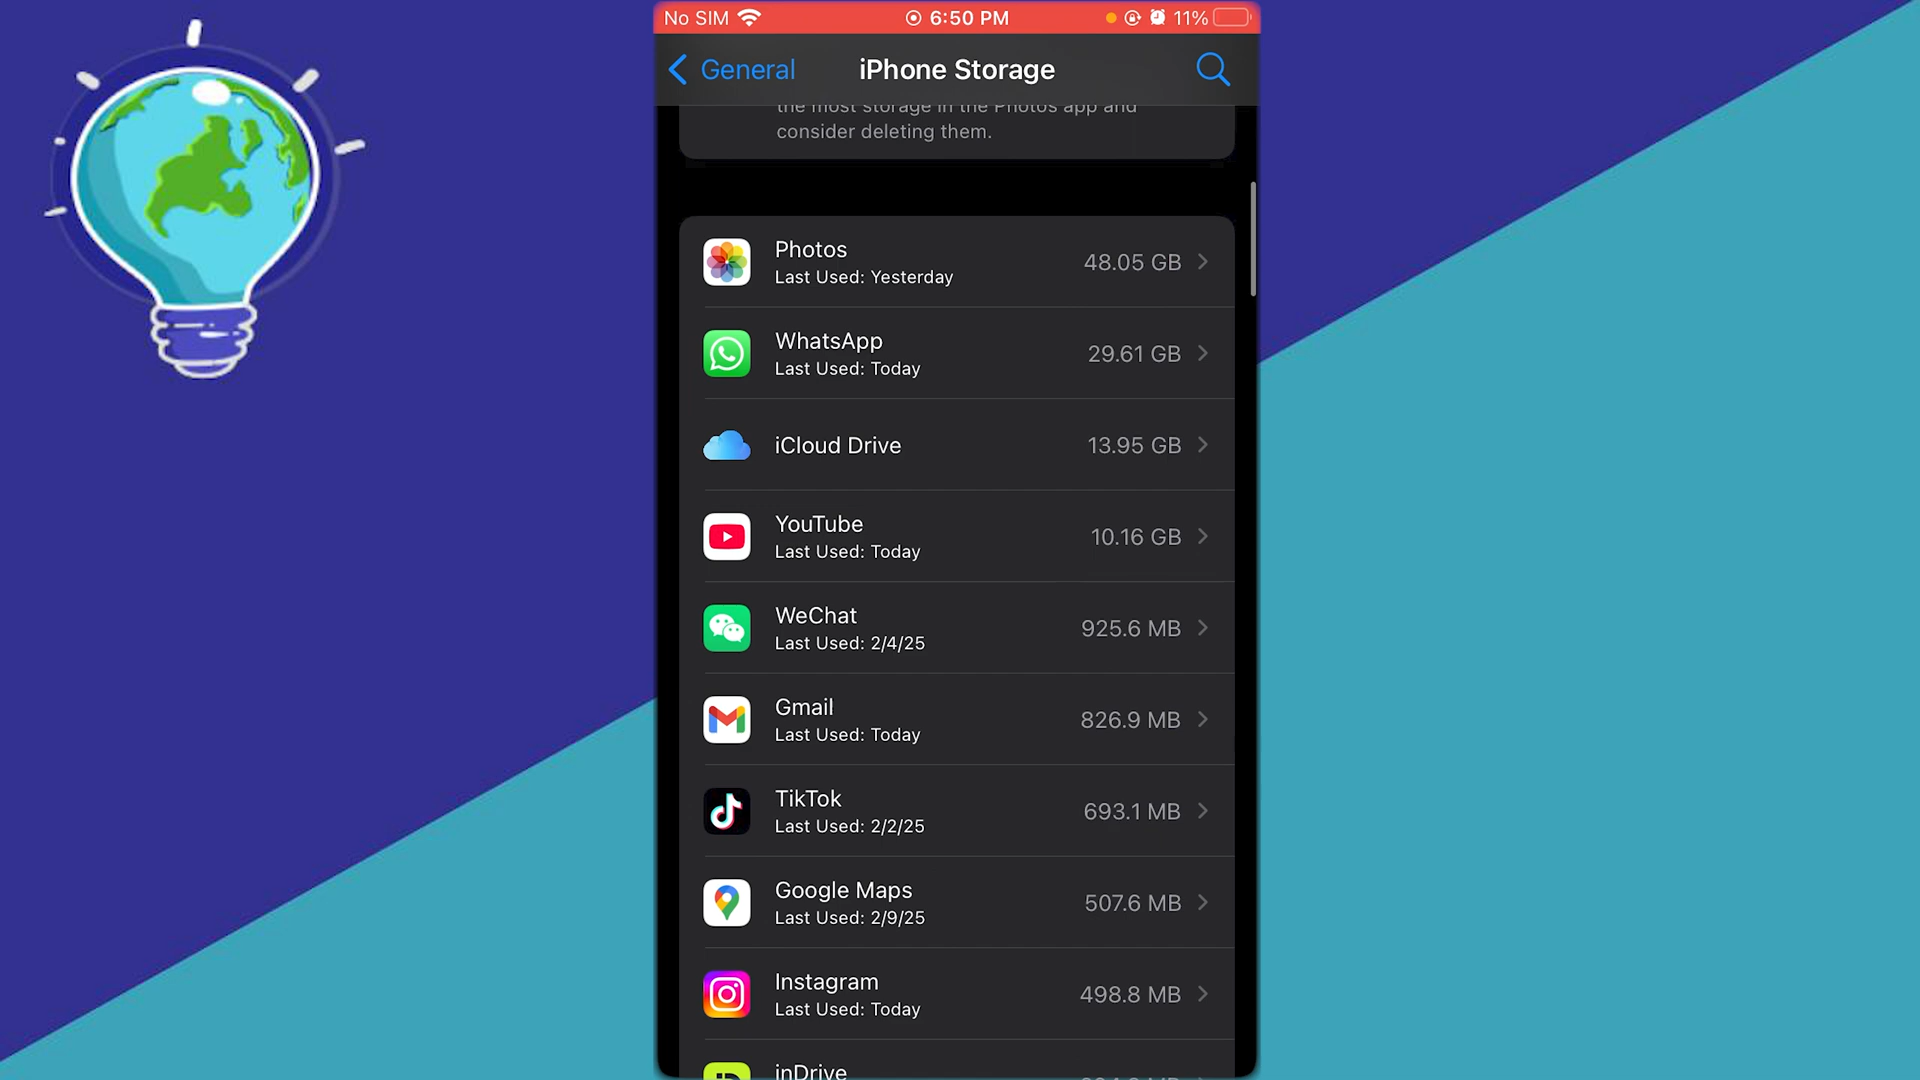 No SIM 6:50 PM 11%
General iPhone Storage
the most storage in the Photos app and
consider deleting them.
Photos
Last Used: Yesterday
48.05 GB
WhatsApp
Last Used: Today
29.61 GB
iCloud Drive
13.95 GB
YouTube
Last Used: Today
10.16 GB
WeChat
Last Used: 2/4/25
925.6 MB
Gmail
Last Used: Today
826.9 MB
TikTok
Last Used: 2/2/25
693.1 MB
Google Maps
Last Used: 2/9/25
507.6 MB
Instagram
Last Used: Today
498.8 MB
inDrive